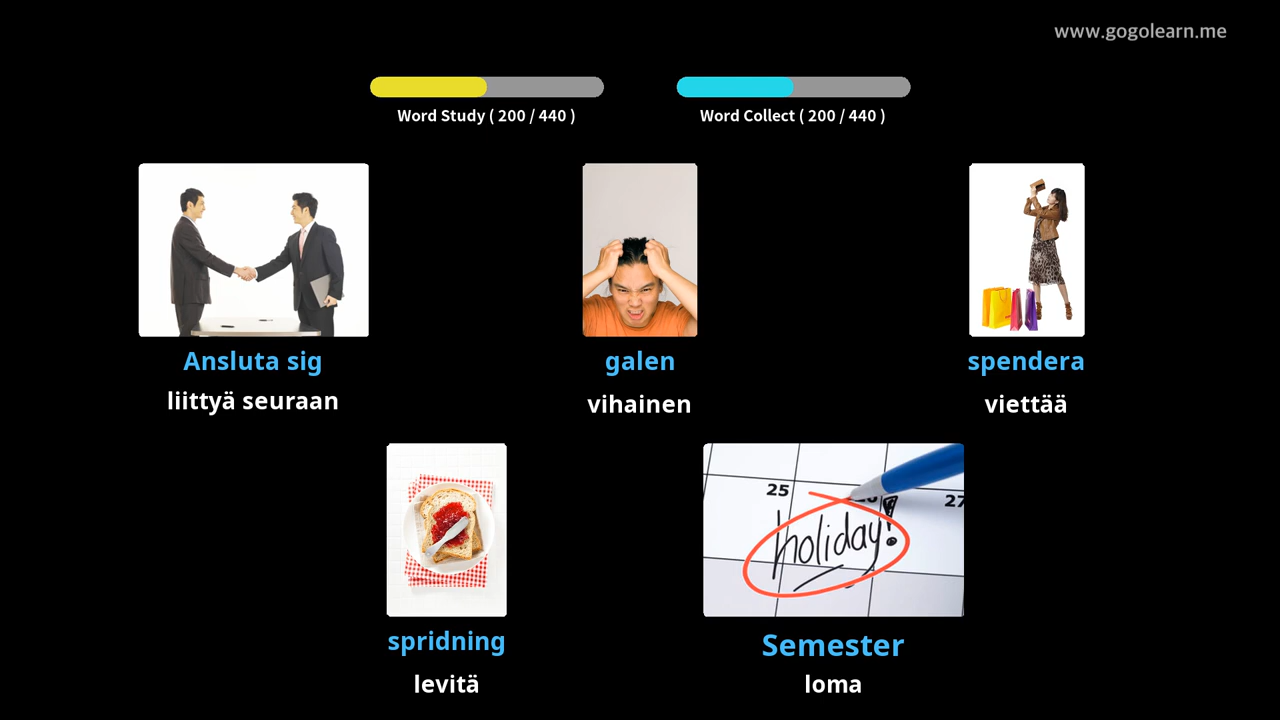 www.gogolearn.me
Word Study ( 200 / 440 )
Word Collect ( 200 / 440 )
Ansluta sig
liittyä seuraan
galen
vihainen
spendera
viettää
25
27
holiday!
spridning
levitä
Semester
loma